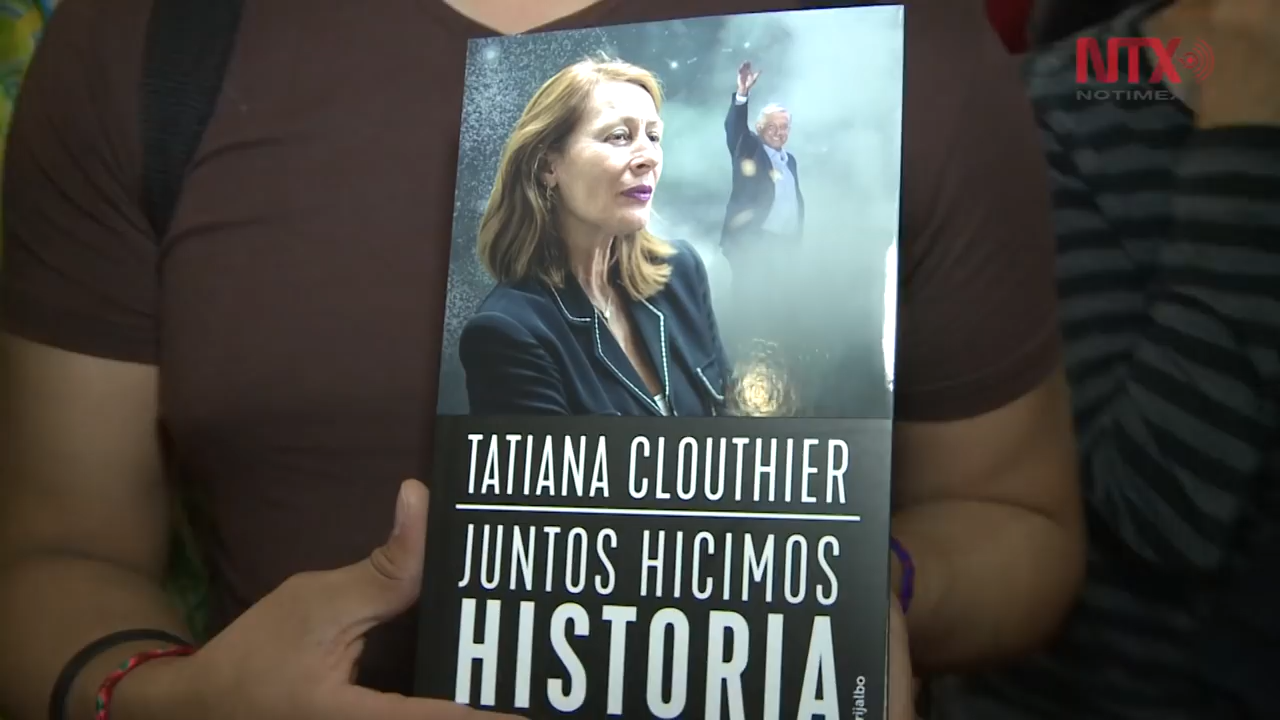 NTX
NOTIMEX
TATIANA CLOUTHIER
JUNTOS HICIMOS
HISTORIA
rijalbo